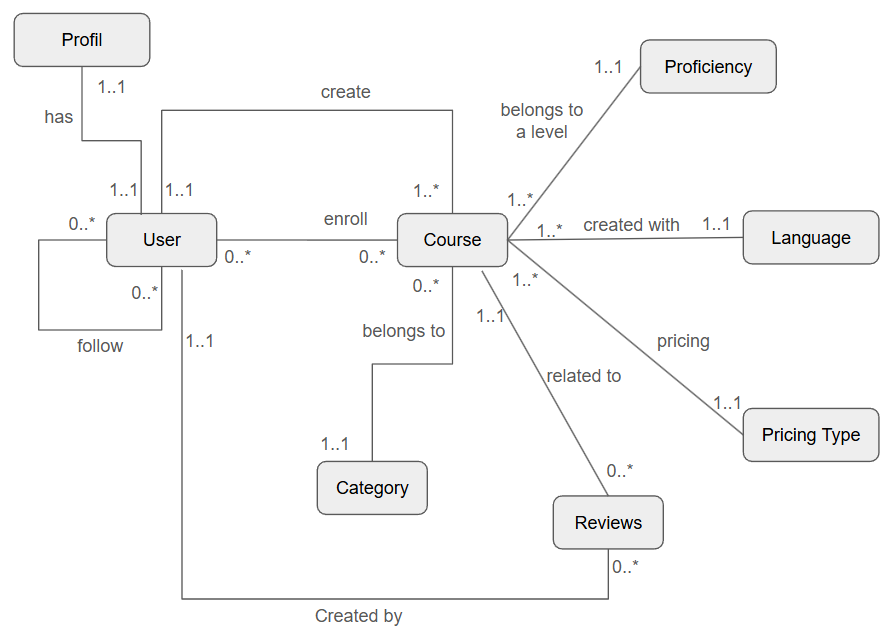 Profil
1..1
has
create
1..1
Proficiency
belongs to
a level
1..1
1..1
1..*
1..*
0..*
User
enroll
0..*
0..*
Course
1..*
created with
1..1
Language
0..*
follow
1..1
0..*
belongs to
1..1
1..1
1..*
pricing
1..1
Pricing Type
related to
Category
0..*
Reviews
0..*
Created by